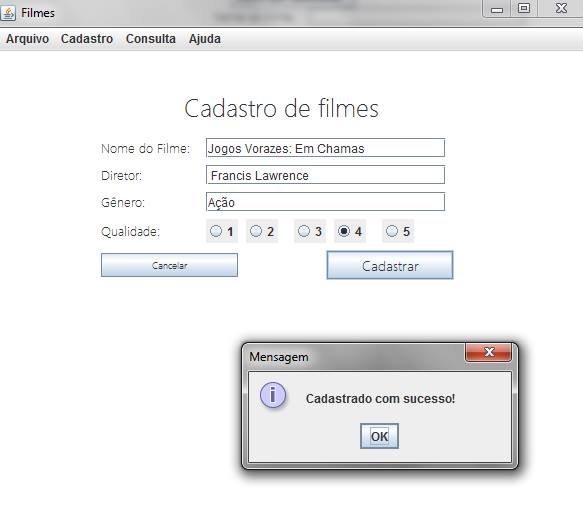 Filmes
Arquivo Cadastro Consulta Ajuda
Cadastro de filmes
Nome do Filme: Jogos Vorazes: Em Chamas
Diretor: Francis Lawrence
Gênero: Ação
Qualidade: 1 2 3 4 5
Cancelar Cadastrar
Mensagem
Cadastrado com sucesso!
OK